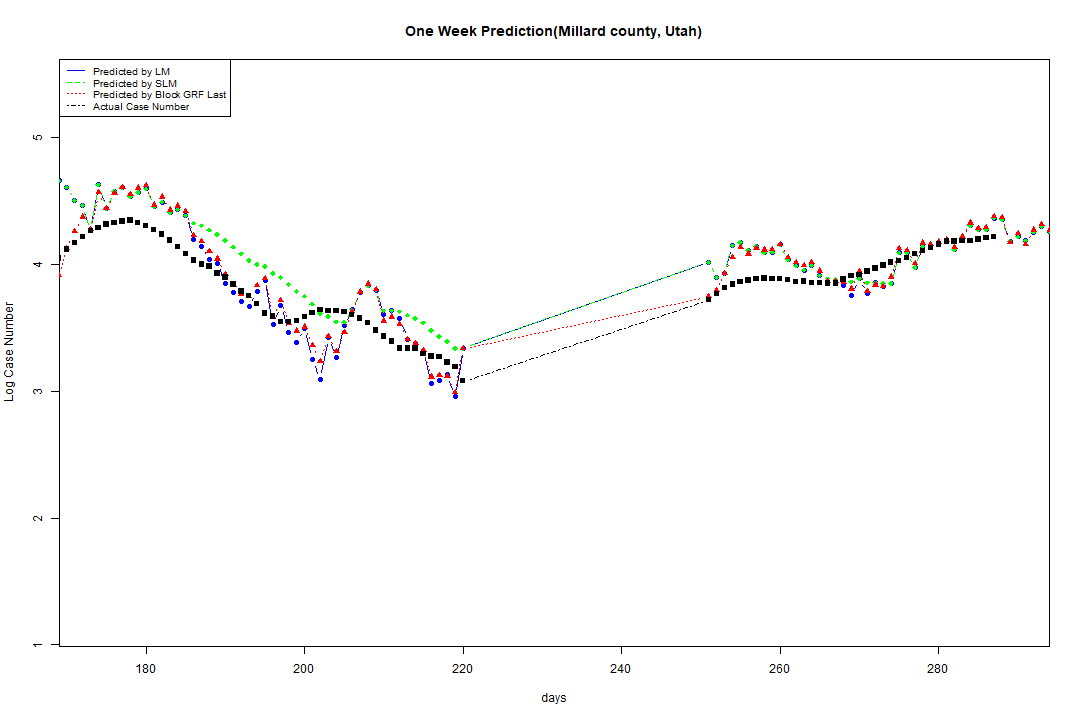 One Week Prediction(Millard county, Utah)
Predicted by LM
Predicted by SLM
Predicted by Block GRF Last
Actual Case Number
5
4
3
2
1
Log Case Number
180
200
220
240
260
280
days